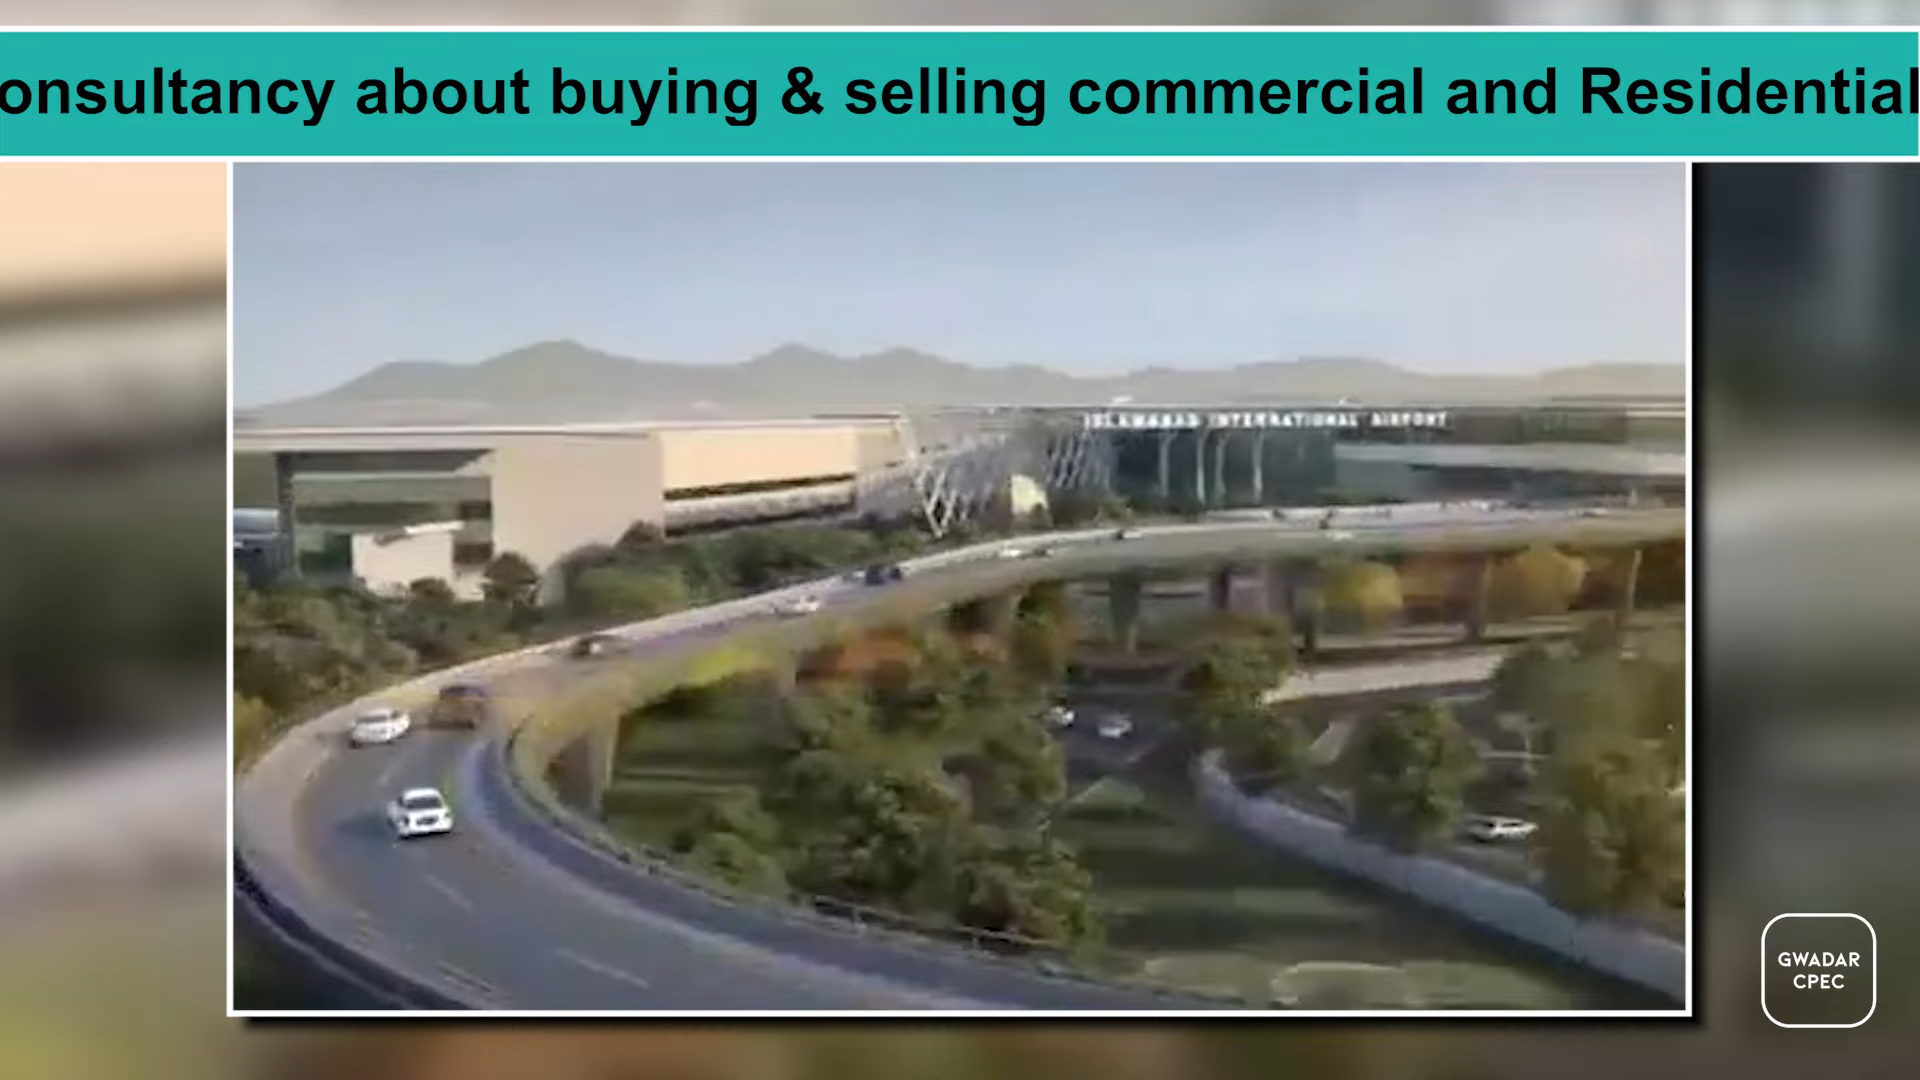 onsultancy about buying & selling commercial and Residential
ISLAMABAD INTERNATIONAL AIRPORT
GWADAR
CPEC